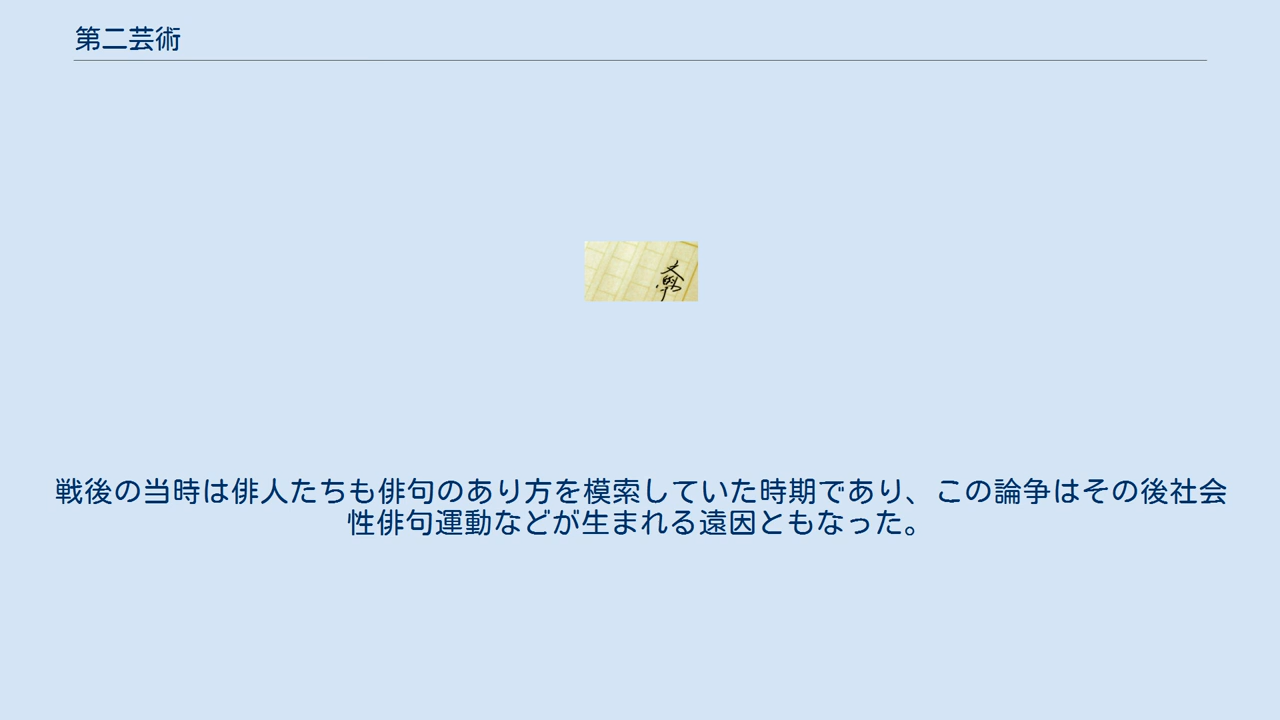 第二芸術
戦後の当時は俳人たちも俳句のあり方を模索していた時期であり、この論争はその後社会
性俳句運動などが生まれる遠因ともなった。